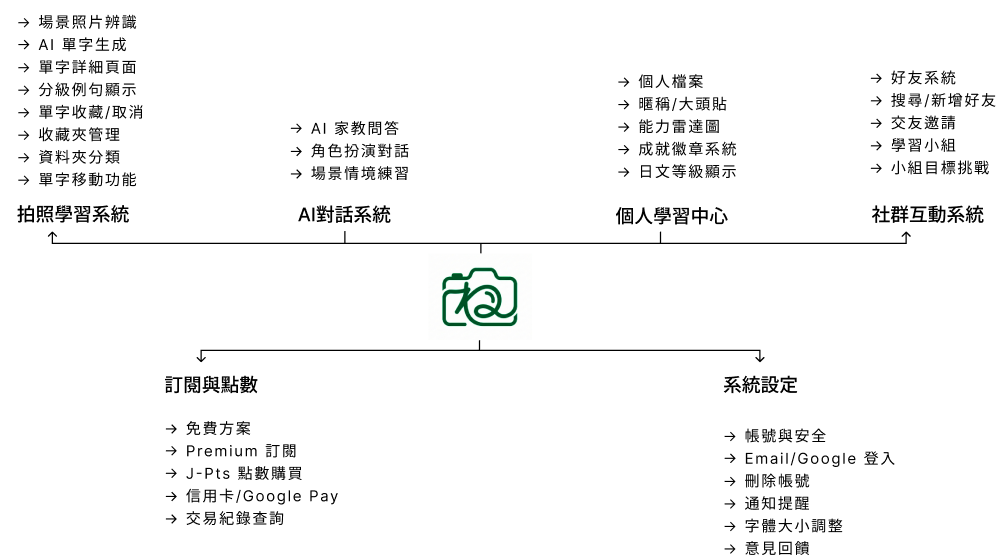 → 場景照片辨識
→ AI 單字生成
→ 單字詳細頁面
→ 分級例句顯示
→ 單字收藏/取消
→ 收藏夾管理
→ 資料夾分類
→ 單字移動功能
拍照學習系統
→ AI 家教問答
→ 角色扮演對話
→ 場景情境練習
AI對話系統
→ 個人檔案
→ 暱稱/大頭貼
→ 能力雷達圖
→ 成就徽章系統
→ 日文等級顯示
個人學習中心
→ 好友系統
→ 搜尋/新增好友
→ 交友邀請
→ 學習小組
→ 小組目標挑戰
社群互動系統
ね
訂閱與點數
→ 免費方案
→ Premium 訂閱
→ J-Pts 點數購買
→ 信用卡/Google Pay
→ 交易紀錄查詢
系統設定
→ 帳號與安全
→ Email/Google 登入
→ 刪除帳號
→ 通知提醒
→ 字體大小調整
→ 意見回饋